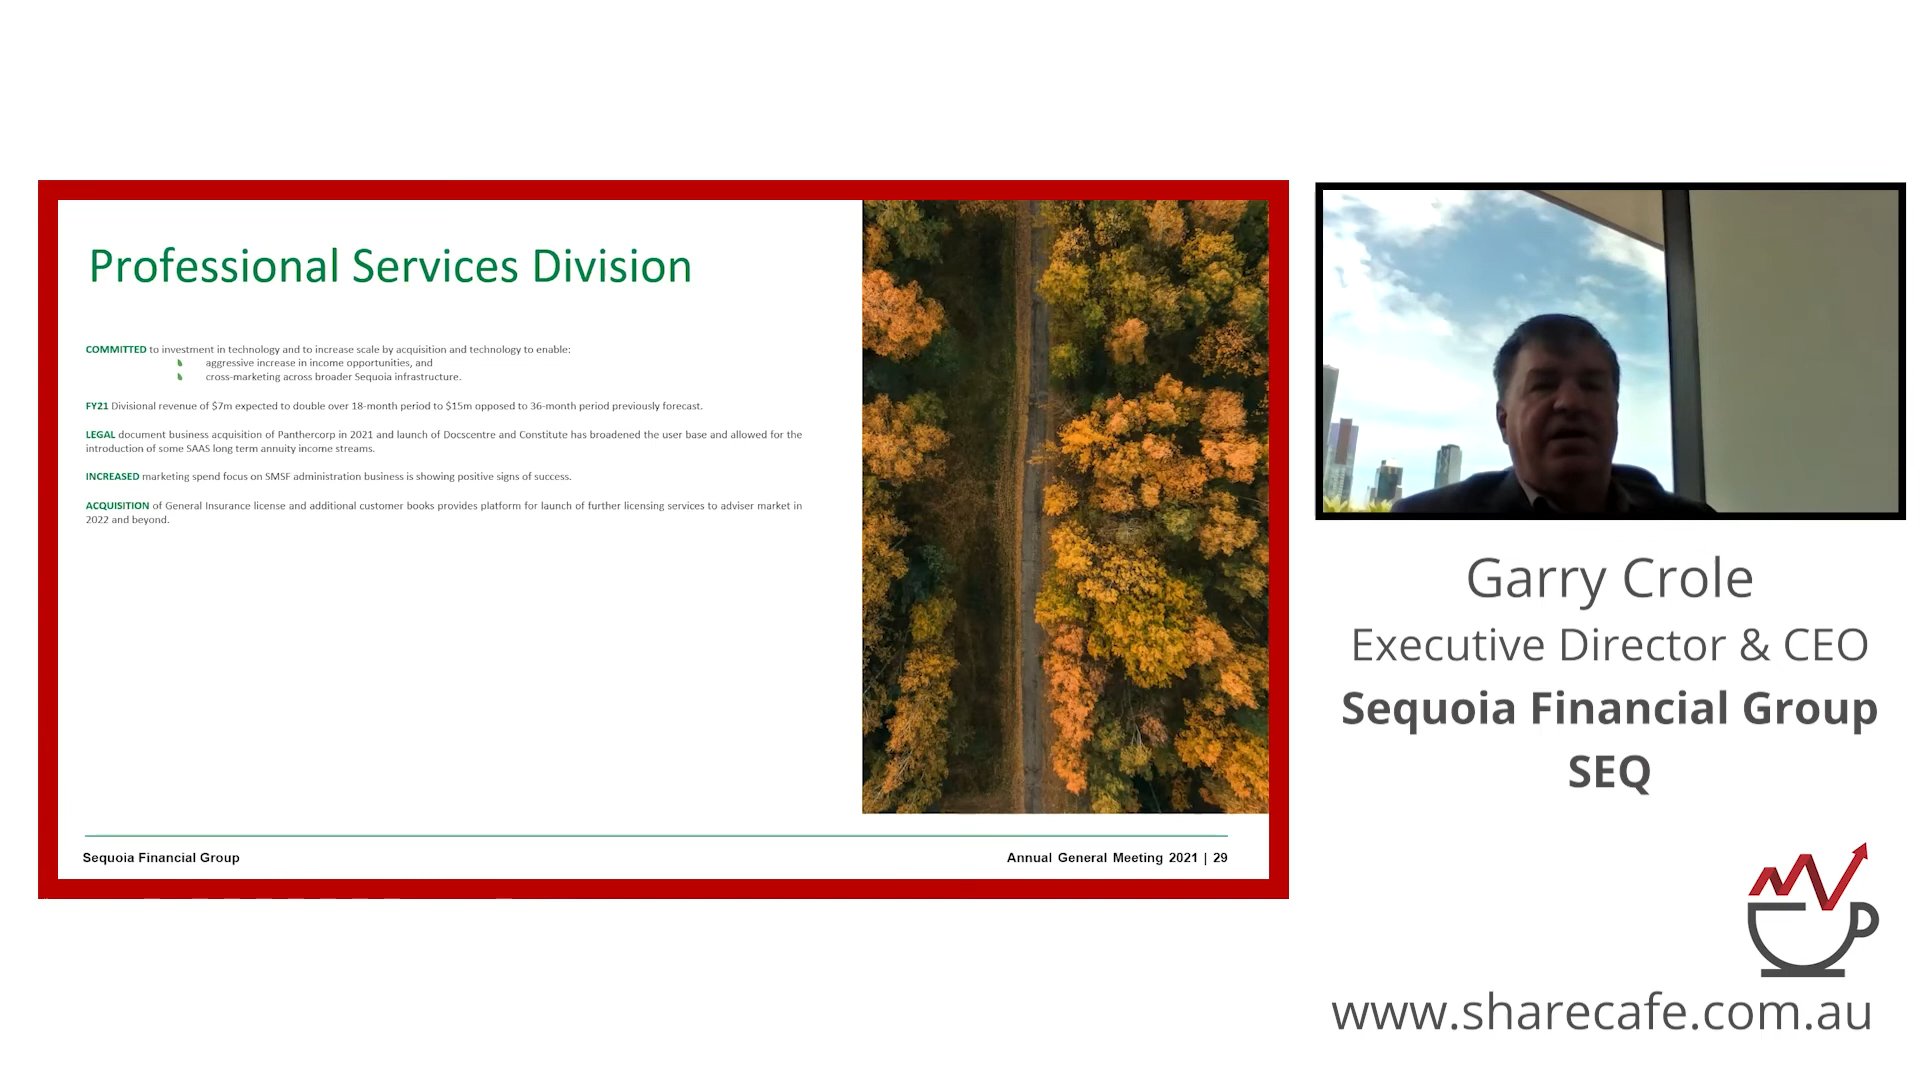 Professional Services Division
COMMITTED to investment in technology and to increase scale by acquisition and technology to enable:
aggressive increase in income opportunities, and
cross-marketing across broader Sequoia infrastructure.
FY21 Divisional revenue of $7m expected to double over 18-month period to $15m opposed to 36-month period previously forecast.
LEGAL document business acquisition of Panthercorp in 2021 and launch of Docscentre and Constitute has broadened the user base and allowed for the
introduction of some SAAS long term annuity income streams.
INCREASED marketing spend focus on SMSF administration business is showing positive signs of success.
ACQUISITION of General Insurance license and additional customer books provides platform for launch of further licensing services to adviser market in
2022 and beyond.
Sequoia Financial Group
Annual General Meeting 2021 | 29
Garry Crole
Executive Director & CEO
Sequoia Financial Group
SEQ
www.sharecafe.com.au